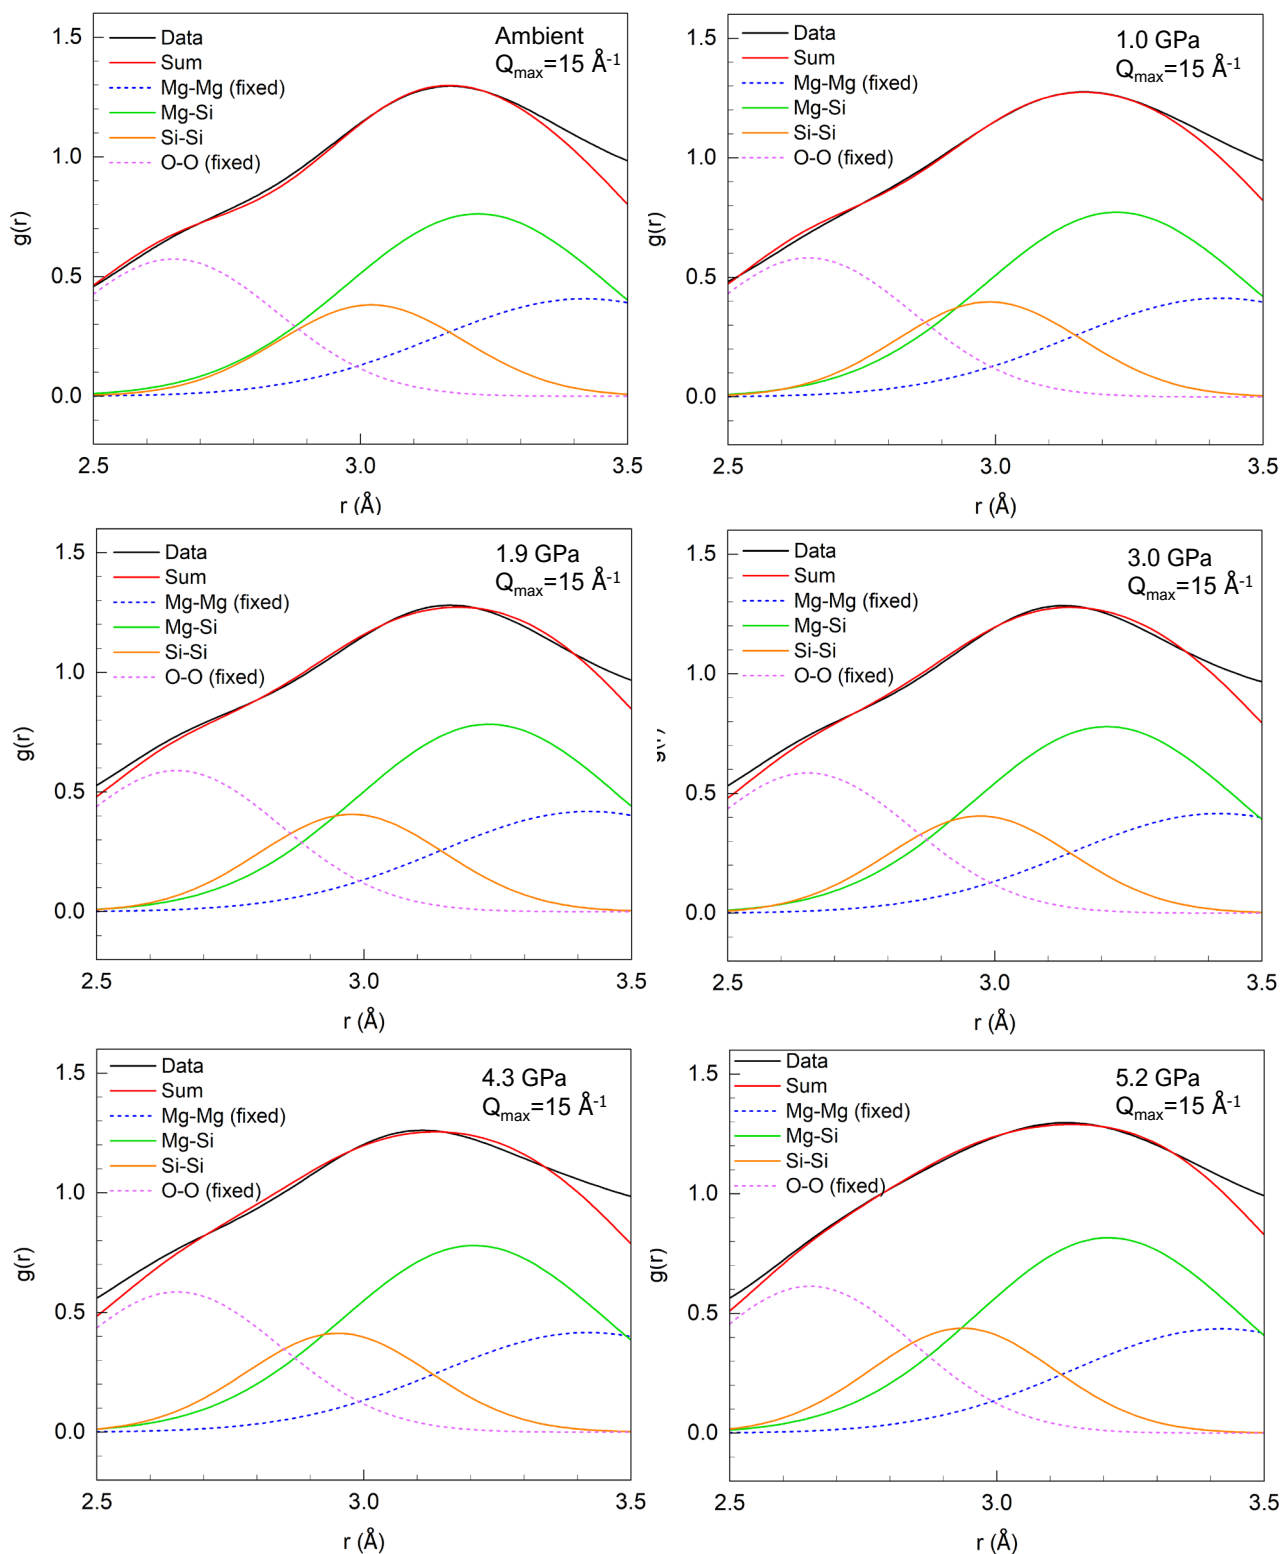 Ambient
Q_max=15 Å⁻¹
Data
Sum
Mg-Mg (fixed)
Mg-Si
Si-Si
O-O (fixed)
1.5
1.0
0.5
0.0
g(r)
2.5 3.0 3.5
r (Å)
1.0 GPa
Q_max=15 Å⁻¹
Data
Sum
Mg-Mg (fixed)
Mg-Si
Si-Si
O-O (fixed)
1.5
1.0
0.5
0.0
g(r)
2.5 3.0 3.5
r (Å)
1.9 GPa
Q_max=15 Å⁻¹
Data
Sum
Mg-Mg (fixed)
Mg-Si
Si-Si
O-O (fixed)
1.5
1.0
0.5
0.0
g(r)
2.5 3.0 3.5
r (Å)
3.0 GPa
Q_max=15 Å⁻¹
Data
Sum
Mg-Mg (fixed)
Mg-Si
Si-Si
O-O (fixed)
1.5
1.0
0.5
0.0
2.5 3.0 3.5
r (Å)
4.3 GPa
Q_max=15 Å⁻¹
Data
Sum
Mg-Mg (fixed)
Mg-Si
Si-Si
O-O (fixed)
1.5
1.0
0.5
0.0
g(r)
2.5 3.0 3.5
r (Å)
5.2 GPa
Q_max=15 Å⁻¹
Data
Sum
Mg-Mg (fixed)
Mg-Si
Si-Si
O-O (fixed)
1.5
1.0
0.5
0.0
g(r)
2.5 3.0 3.5
r (Å)